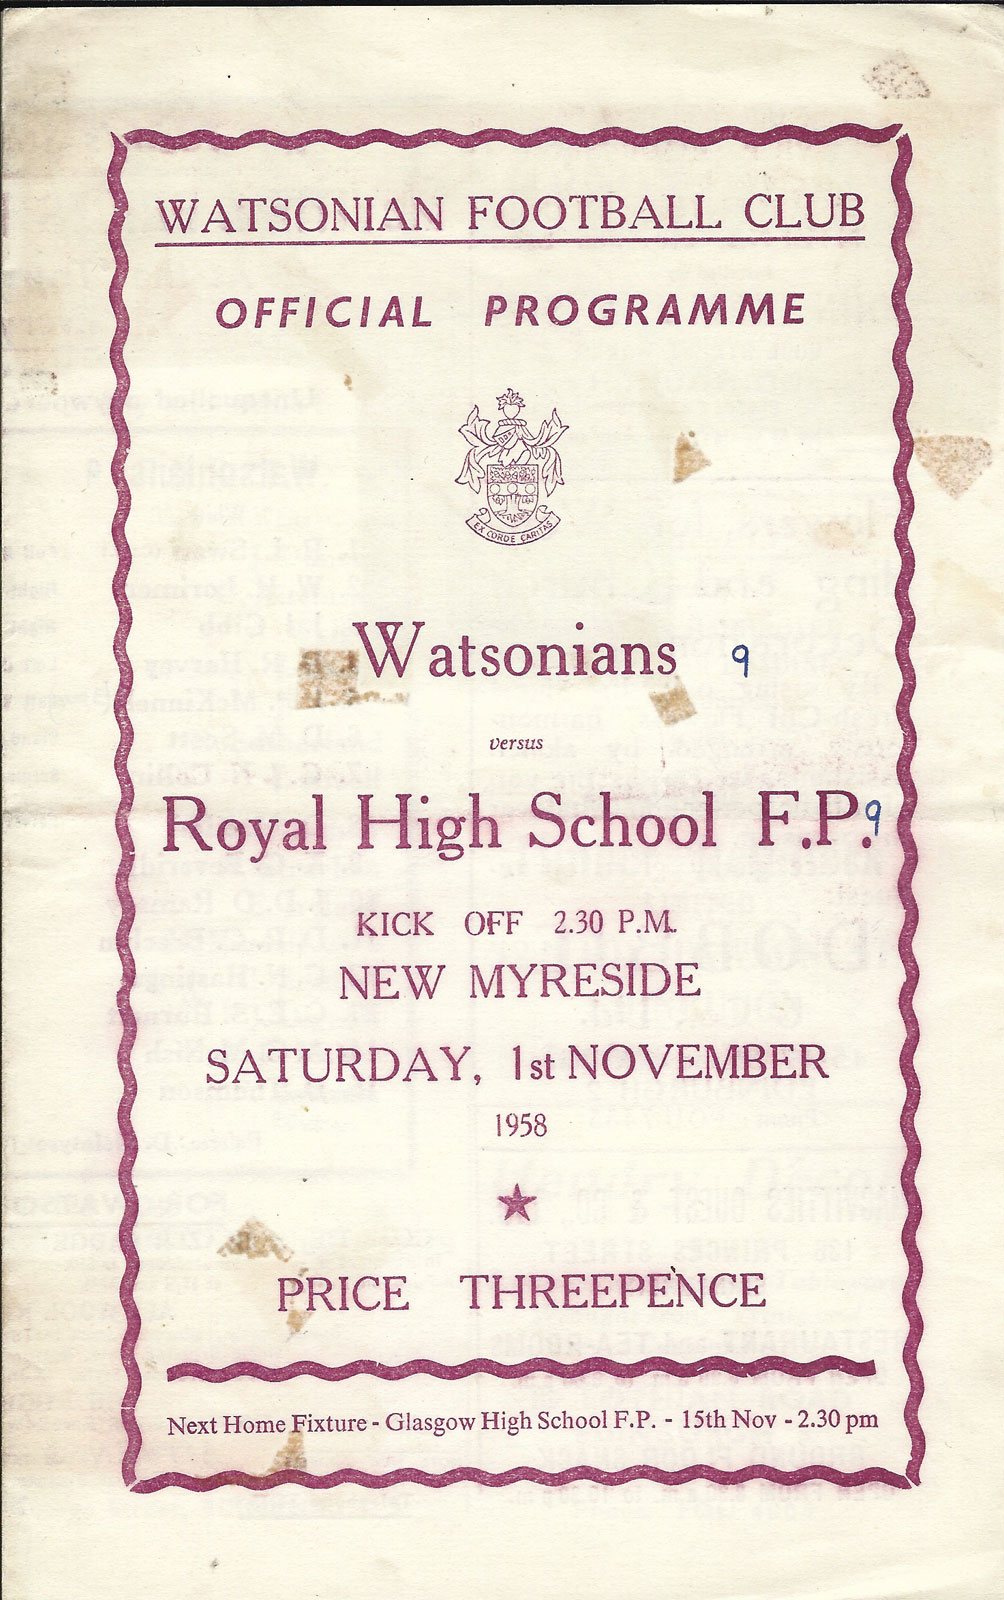 WATSONIAN FOOTBALL CLUB
OFFICIAL PROGRAMME
EX CORDE CARITAS
Watsonians 9
versus
Royal High School F.P. 9
KICK OFF 2.30 P.M.
NEW MYRESIDE
SATURDAY, 1st NOVEMBER
1958
PRICE THREEPENCE
Next Home Fixture - Glasgow High School F.P. - 15th Nov - 2.30 pm